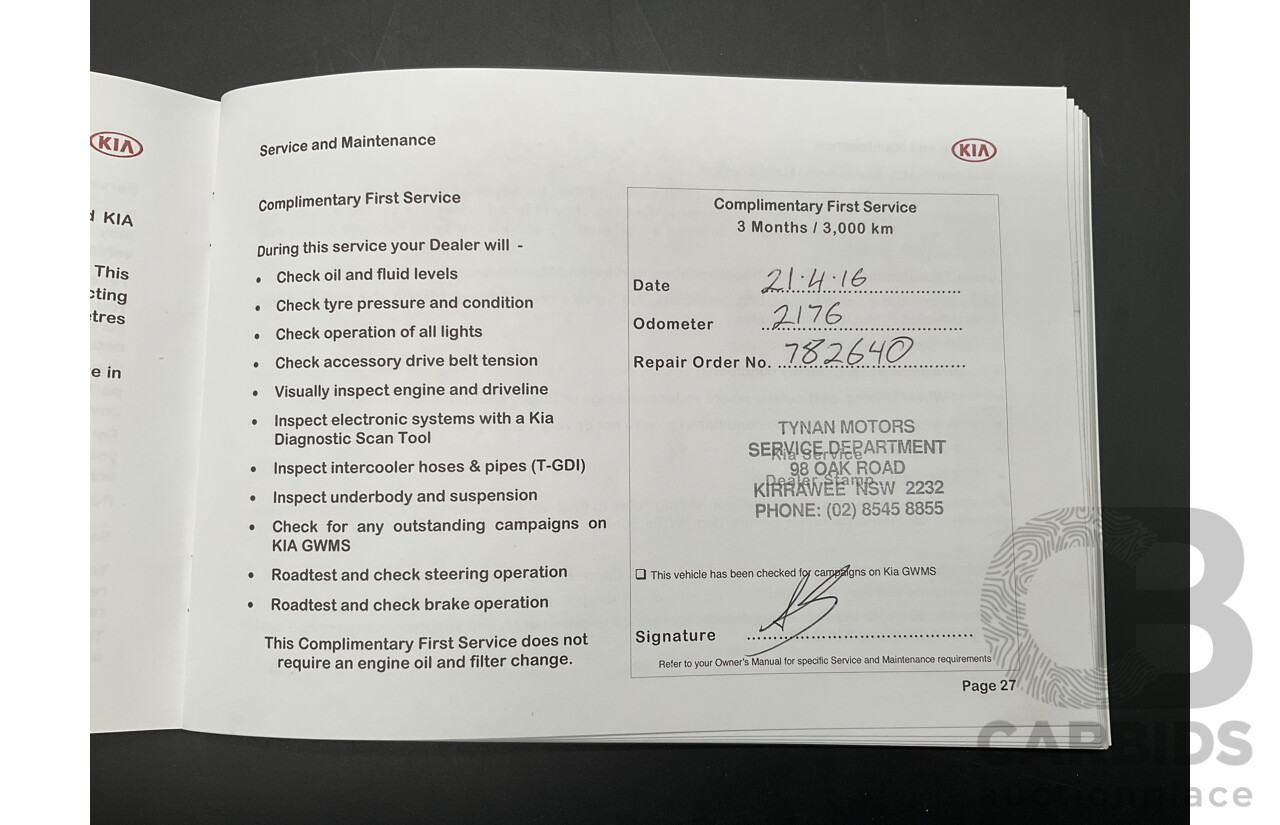 KIA
d KIA
This
cting
etres
e in
Service and Maintenance
KIA
Complimentary First Service
During this service your Dealer will -
• Check oil and fluid levels
• Check tyre pressure and condition
• Check operation of all lights
• Check accessory drive belt tension
• Visually inspect engine and driveline
• Inspect electronic systems with a Kia
Diagnostic Scan Tool
• Inspect intercooler hoses & pipes (T-GDI)
• Inspect underbody and suspension
• Check for any outstanding campaigns on
KIA GWMS
• Roadtest and check steering operation
• Roadtest and check brake operation
This Complimentary First Service does not
require an engine oil and filter change.
Complimentary First Service
3 Months / 3,000 km
Date 21.4.16
Odometer 2176
Repair Order No. 782640
TYNAN MOTORS
SERVICE DEPARTMENT
Kia Service
98 OAK ROAD
Dealer Stamp
KIRRAWEE NSW 2232
PHONE: (02) 8545 8855
❑ This vehicle has been checked for campaigns on Kia GWMS
Signature
Refer to your Owner's Manual for specific Service and Maintenance requirements
Page 27
CB
CARBIDS
auctionplace